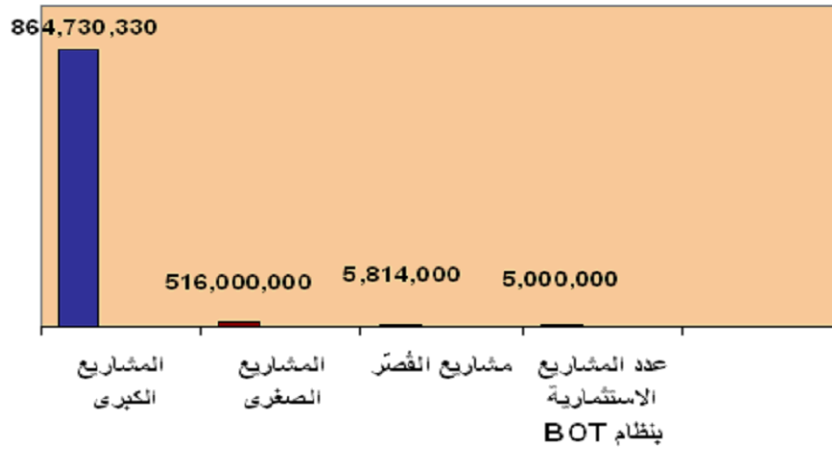 864,730,330
516,000,000
5,814,000
5,000,000
المشاريع
الكبرى
المشاريع
الصغرى
مشاريع القُصّر
عدد المشاريع
الاستثمارية
بنظام BOT